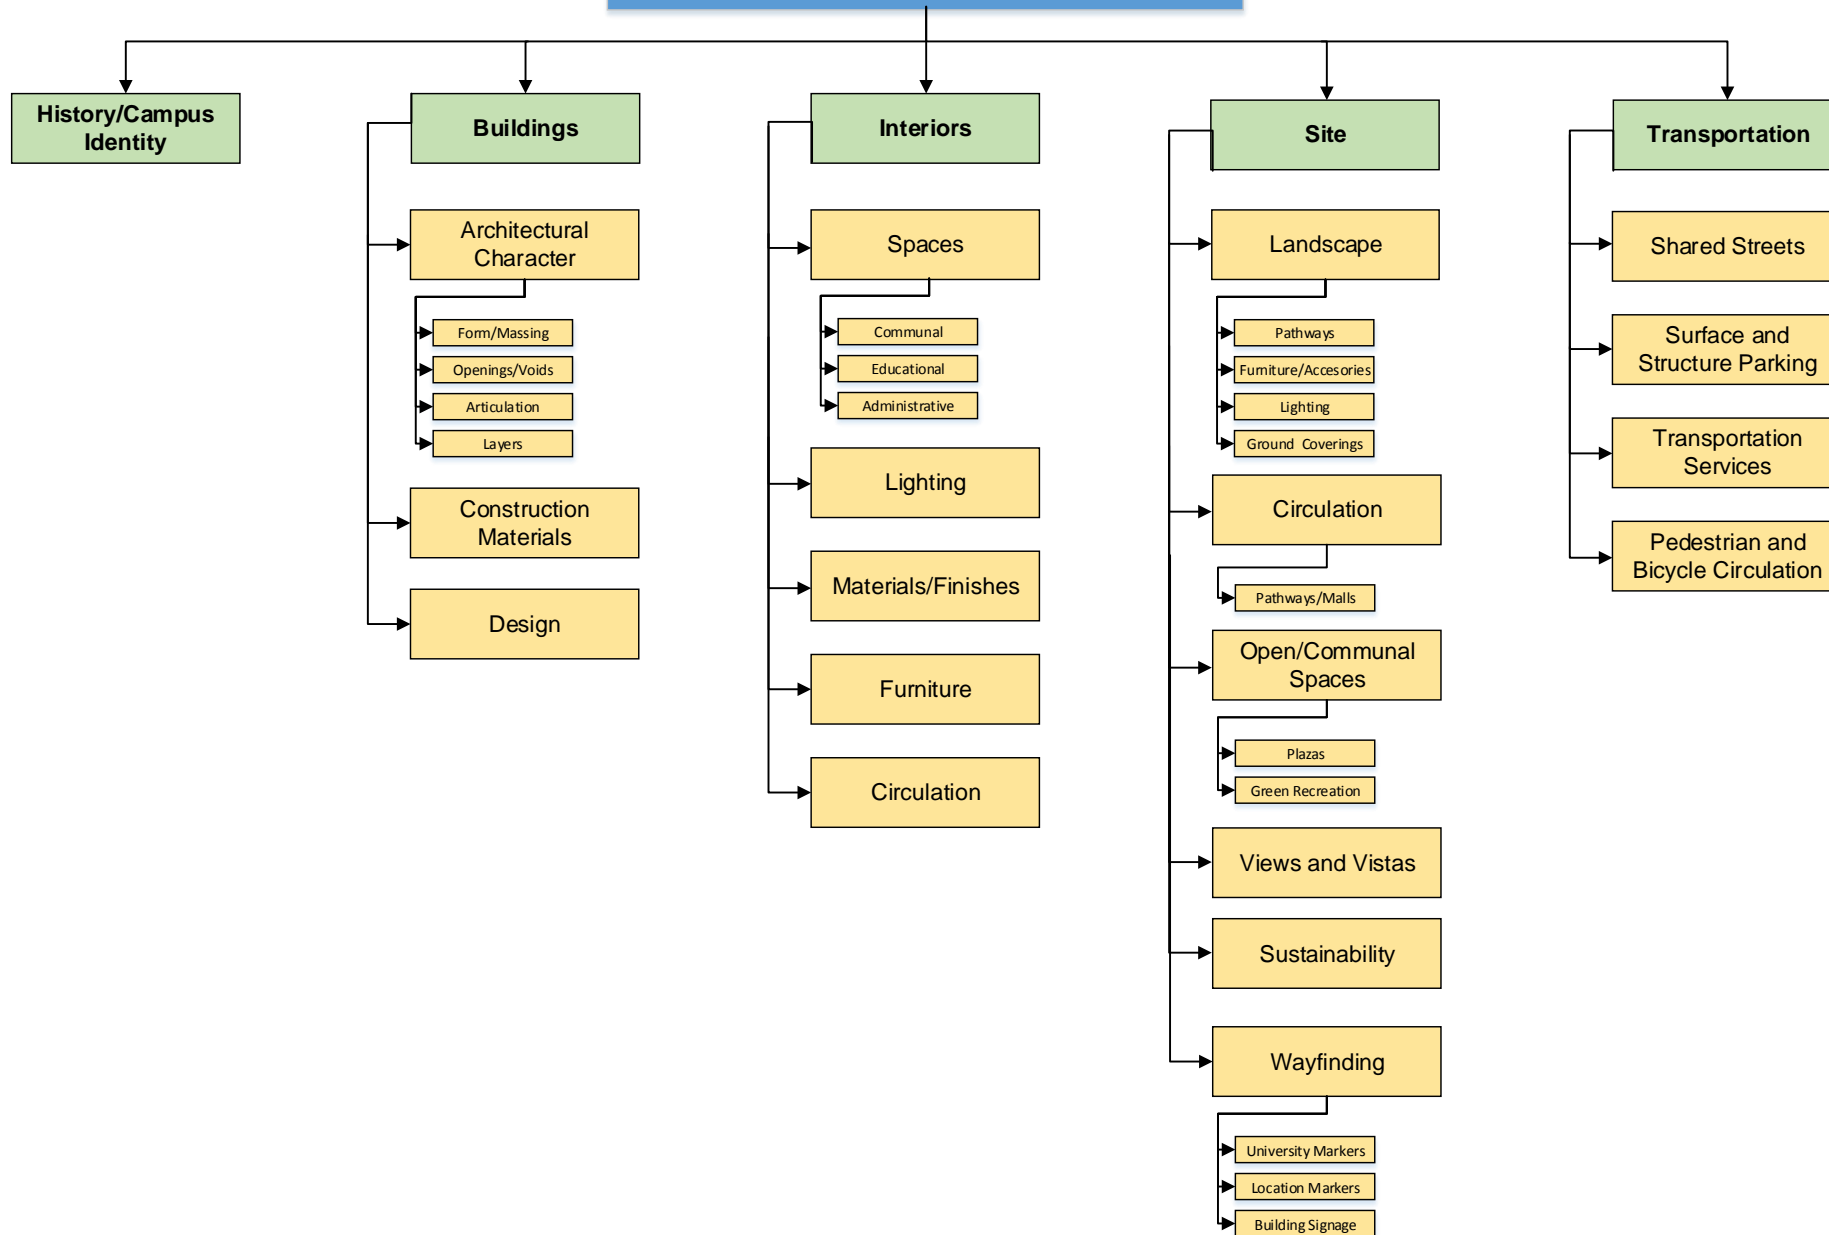 History/Campus
Identity
Buildings
Architectural
Character
Form/Massing
Openings/Voids
Articulation
Layers
Construction
Materials
Design
Interiors
Spaces
Communal
Educational
Administrative
Lighting
Materials/Finishes
Furniture
Circulation
Site
Landscape
Pathways
Furniture/Accesories
Lighting
Ground Coverings
Circulation
Pathways/Malls
Open/Communal
Spaces
Plazas
Green Recreation
Views and Vistas
Sustainability
Wayfinding
University Markers
Location Markers
Building Signage
Transportation
Shared Streets
Surface and
Structure Parking
Transportation
Services
Pedestrian and
Bicycle Circulation